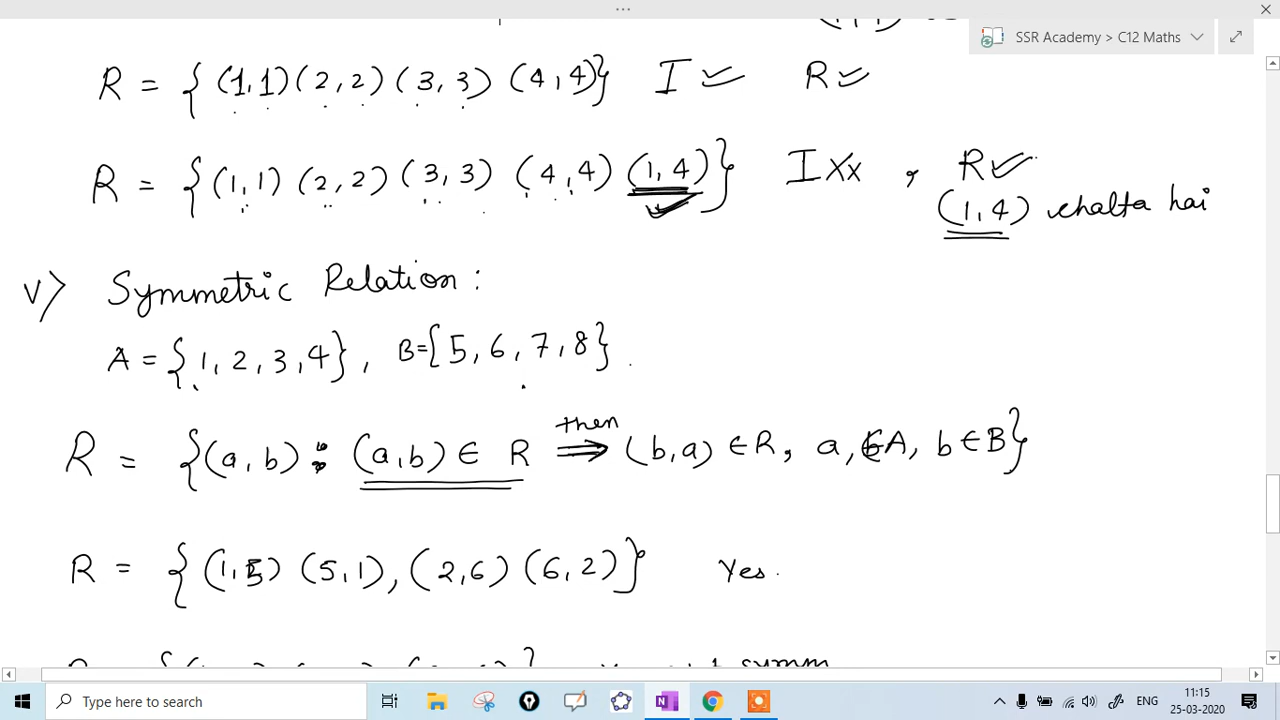 SSR Academy > C12 Maths
R = { (1,1) (2,2) (3,3) (4,4)} I ✓ R ✓
R = { (1,1) (2,2) (3,3) (4,4) (1,4) } I Xx , R ✓
(1,4) chalta hai
v> Symmetric Relation :
A = { 1, 2, 3, 4 } , B={ 5, 6, 7, 8 } .
then
R = { (a,b) : (a,b) ∈ R ⇒ (b,a) ∈ R, a, ∈ A, b ∈ B }
R = { (1,5) (5,1), (2,6) (6,2) } Yes.
Type here to search
11:15
25-03-2020